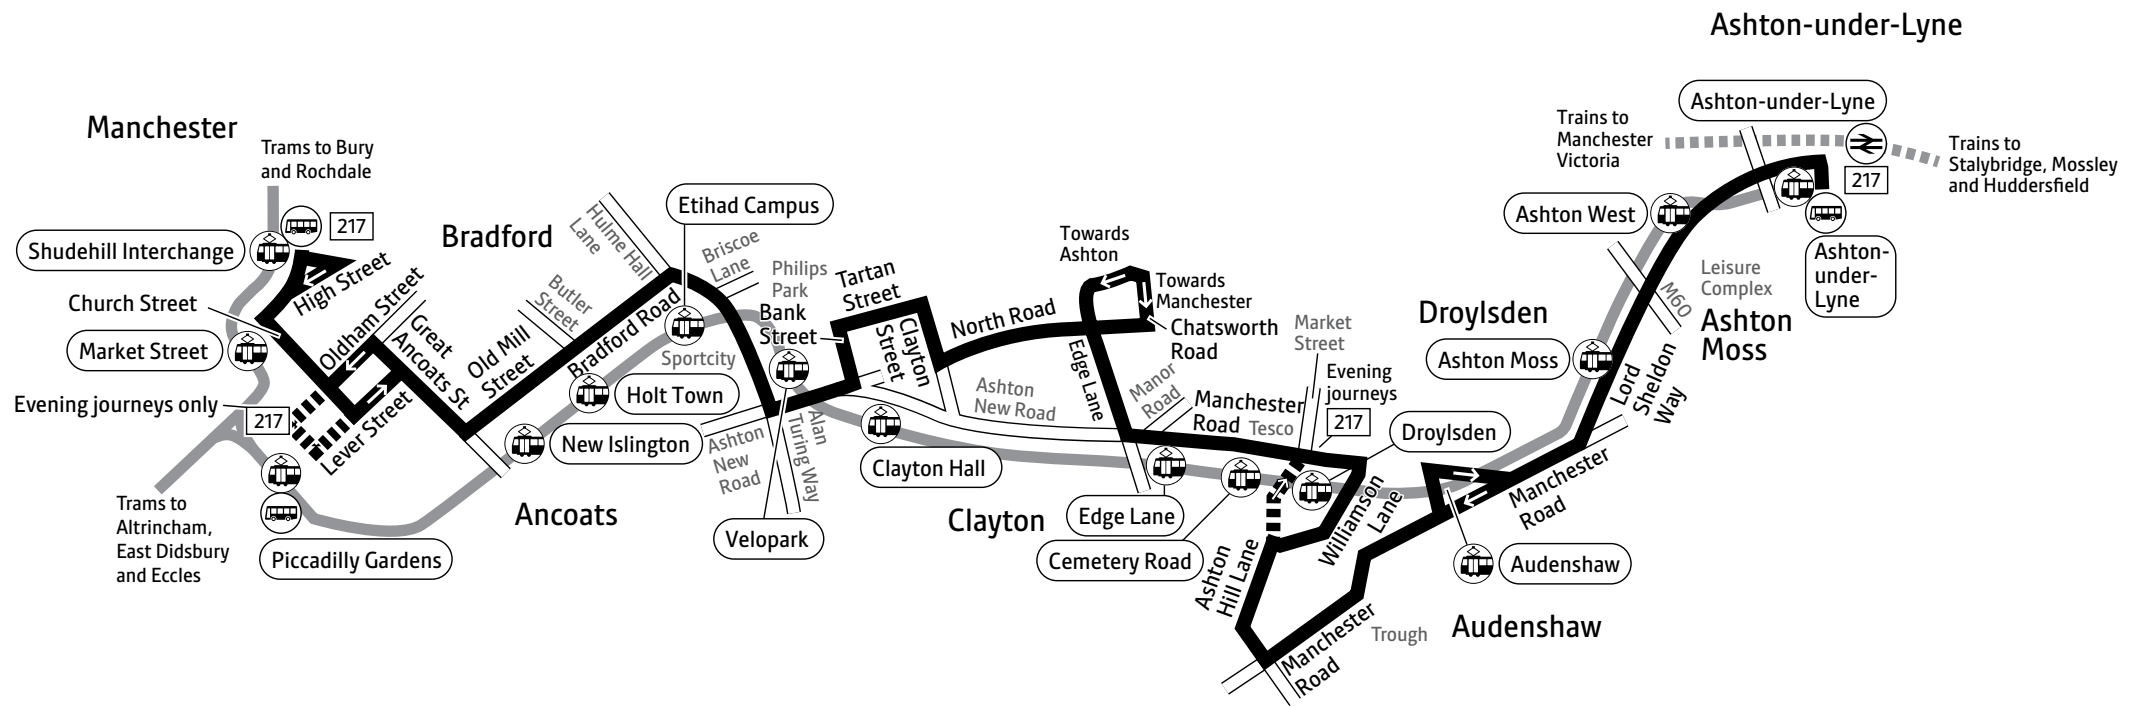 Ashton-under-Lyne
Manchester
Trams to Bury
and Rochdale
217
Shudehill Interchange
High Street
Church Street
Market Street
Oldham Street
Great
Ancoats St
Evening journeys only
217
Lever Street
Trams to
Altrincham,
East Didsbury
and Eccles
Piccadilly Gardens
Ancoats
New Islington
Holt Town
Bradford
Old Mill
Street
Butler
Street
Bradford Road
Hulme Hall
Lane
Etihad Campus
Briscoe
Lane
Philips
Park
Sportcity
Bank
Street
Tartan
Street
Clayton
Street
Ashton
New
Road
Alan
Turing Way
Velopark
Clayton Hall
North Road
Ashton
New Road
Clayton
Towards
Ashton
Towards
Manchester
Chatsworth
Road
Edge Lane
Manor
Road
Manchester
Road
Tesco
Market
Street
Evening
journeys
217
Droylsden
Edge Lane
Cemetery Road
Williamson
Lane
Ashton
Hill Lane
Manchester
Road
Trough
Audenshaw
Audenshaw
Manchester
Road
Droylsden
Ashton Moss
Lord
Sheldon
Way
Ashton
Moss
M60
Leisure
Complex
Ashton West
Trains to
Manchester
Victoria
Ashton-under-Lyne
217
Trains to
Stalybridge, Mossley
and Huddersfield
Ashton-
under-
Lyne